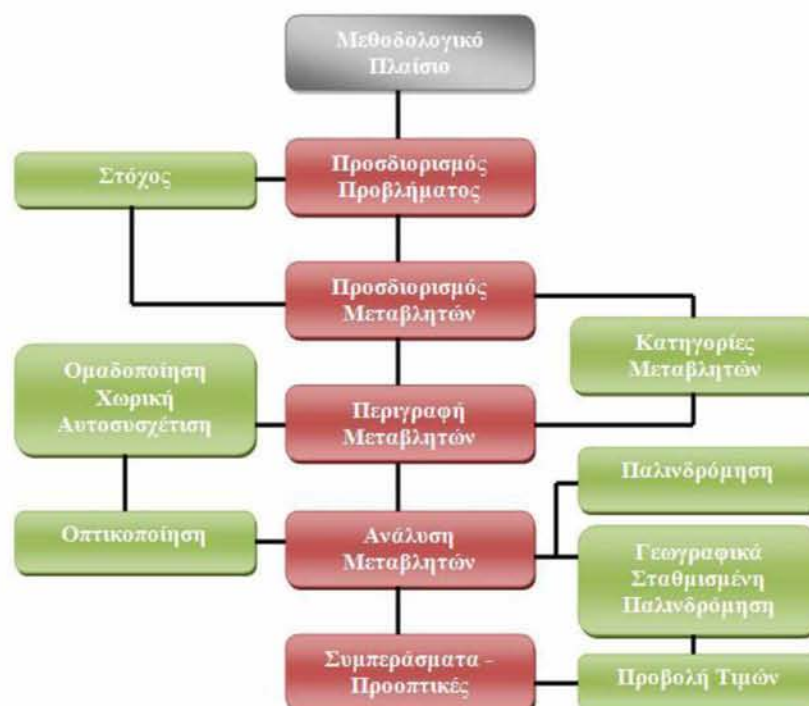 Μεθοδολογικό
Πλαίσιο
Στόχος
Προσδιορισμός
Προβλήματος
Προσδιορισμός
Μεταβλητών
Κατηγορίες
Μεταβλητών
Ομαδοποίηση
Χωρική
Αυτοσυσχέτιση
Περιγραφή
Μεταβλητών
Παλινδρόμηση
Οπτικοποίηση
Ανάλυση
Μεταβλητών
Γεωγραφικά
Σταθμισμένη
Παλινδρόμηση
Συμπεράσματα -
Προοπτικές
Προβολή Τιμών